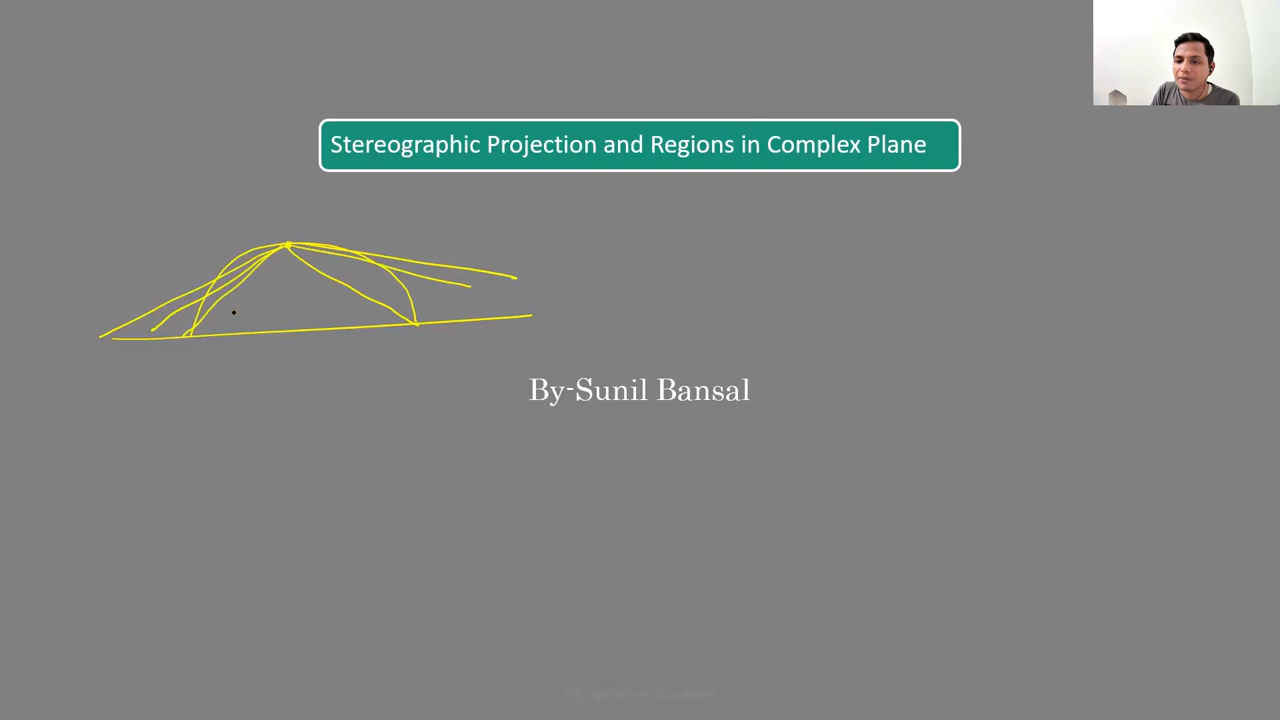 Stereographic Projection and Regions in Complex Plane
By-Sunil Bansal